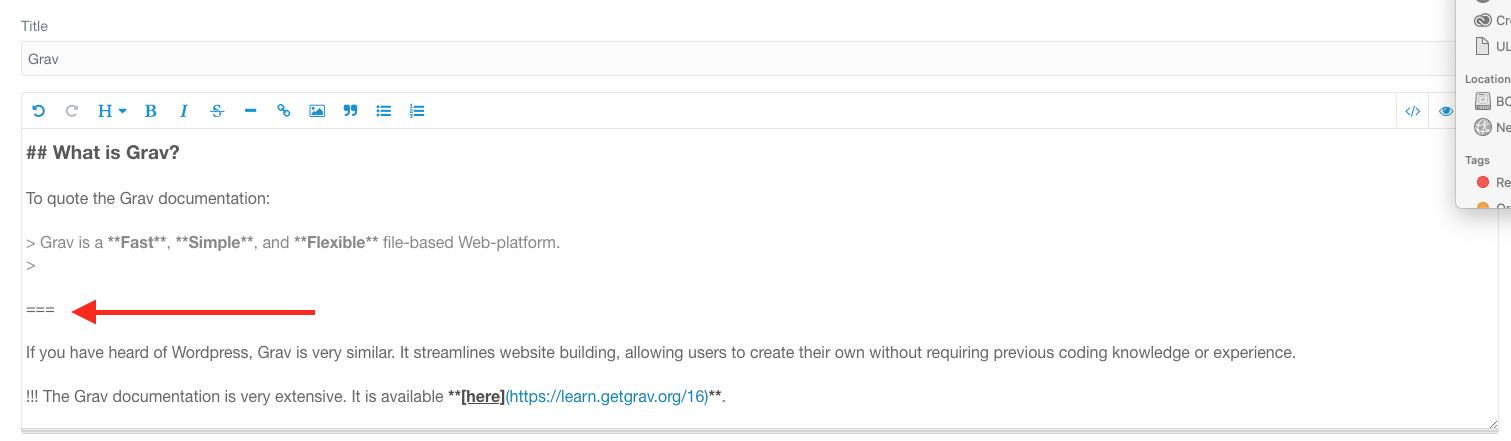 Title
Grav
H B I S
## What is Grav?
To quote the Grav documentation:
> Grav is a **Fast**, **Simple**, and **Flexible** file-based Web-platform.
>
===
If you have heard of Wordpress, Grav is very similar. It streamlines website building, allowing users to create their own without requiring previous coding knowledge or experience.
!!! The Grav documentation is very extensive. It is available **[here](https://learn.getgrav.org/16)**.
Cr
UL
Location
BO
Ne
Tags
Re